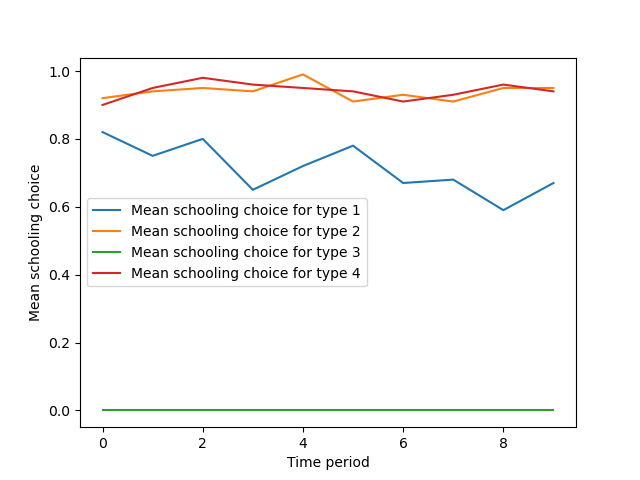 1.0
0.8
0.6
0.4
0.2
0.0
Mean schooling choice
Mean schooling choice for type 1
Mean schooling choice for type 2
Mean schooling choice for type 3
Mean schooling choice for type 4
0 2 4 6 8
Time period